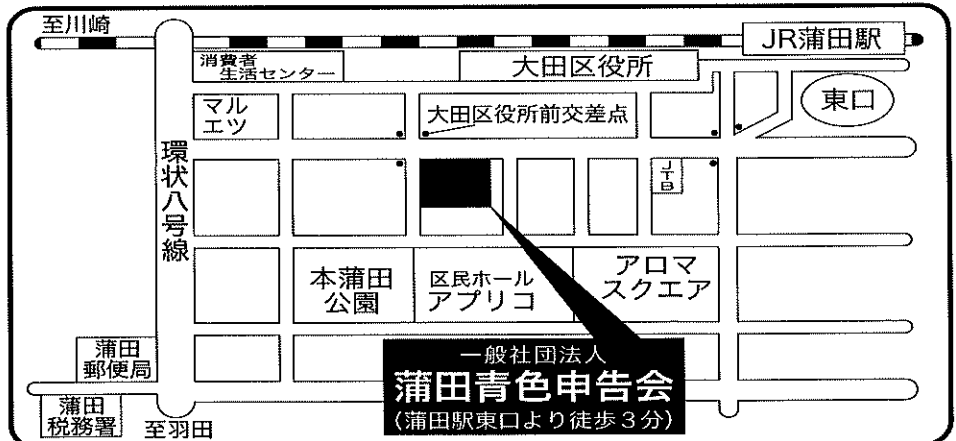 至川崎
JR蒲田駅
消費者
生活センター
大田区役所
東口
マル
エツ
大田区役所前交差点
環状八号線
JTB
本蒲田
公園
区民ホール
アプリコ
アロマ
スクエア
一般社団法人
蒲田青色申告会
(蒲田駅東口より徒歩3分)
蒲田
郵便局
蒲田
税務署
至羽田